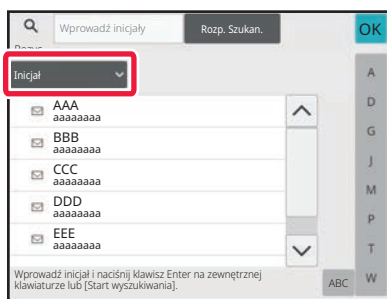 Wprowadź inicjały
Rozp. Szukan.
OK
Inicjał
A
D
G
J
M
P
T
W
AAA
aaaaaaaa
BBB
aaaaaaaa
CCC
aaaaaaaa
DDD
aaaaaaaa
EEE
aaaaaaaa
Wprowadź inicjał i naciśnij klawisz Enter na zewnętrznej
klawiaturze lub [Start wyszukiwania].
ABC